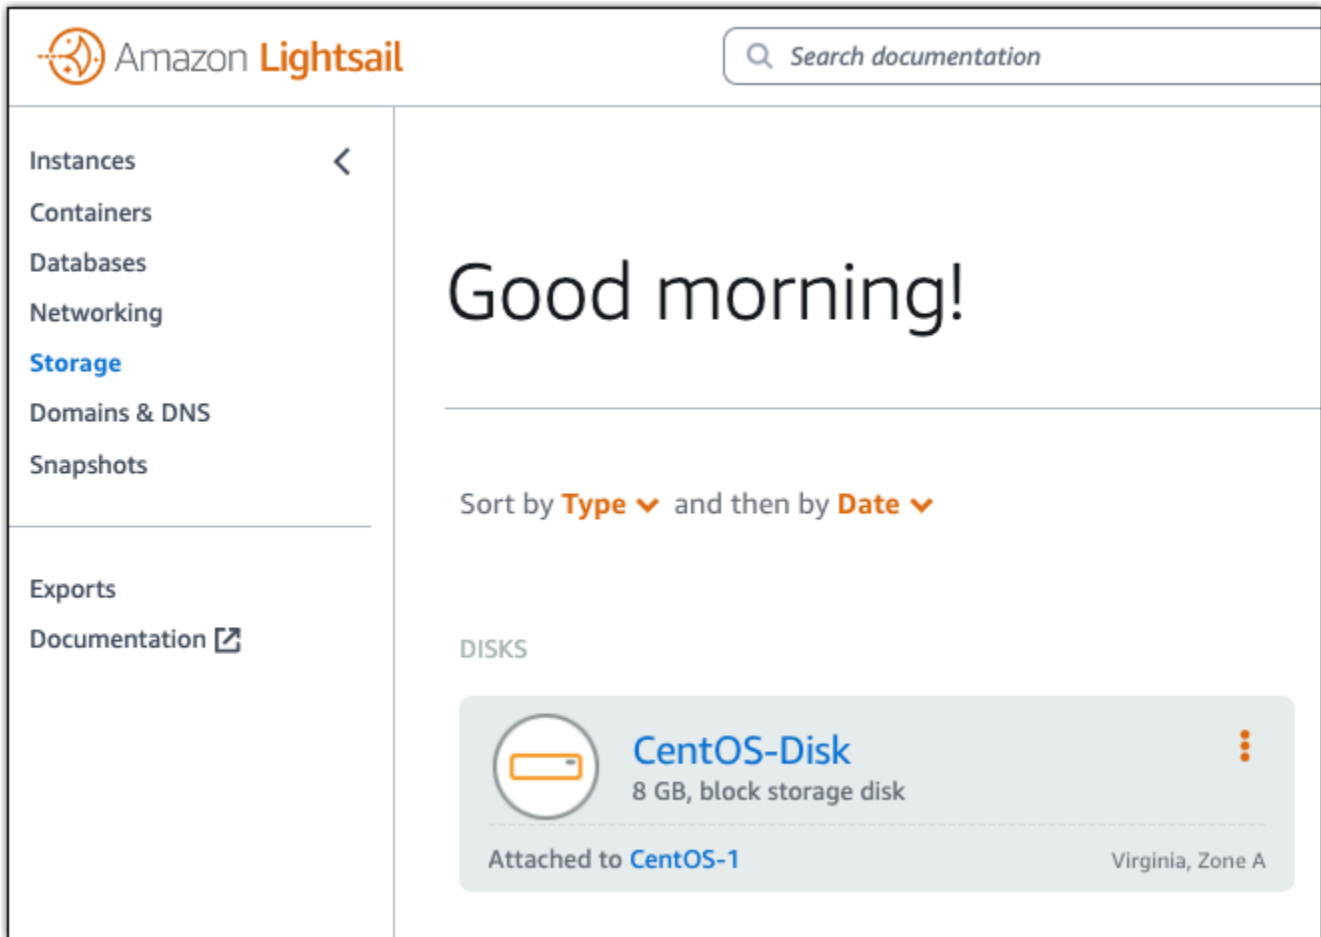 Amazon Lightsail
Search documentation
Instances
Containers
Databases
Networking
Storage
Domains & DNS
Snapshots
Exports
Documentation
Good morning!
Sort by Type and then by Date
DISKS
CentOS-Disk
8 GB, block storage disk
Attached to CentOS-1
Virginia, Zone A